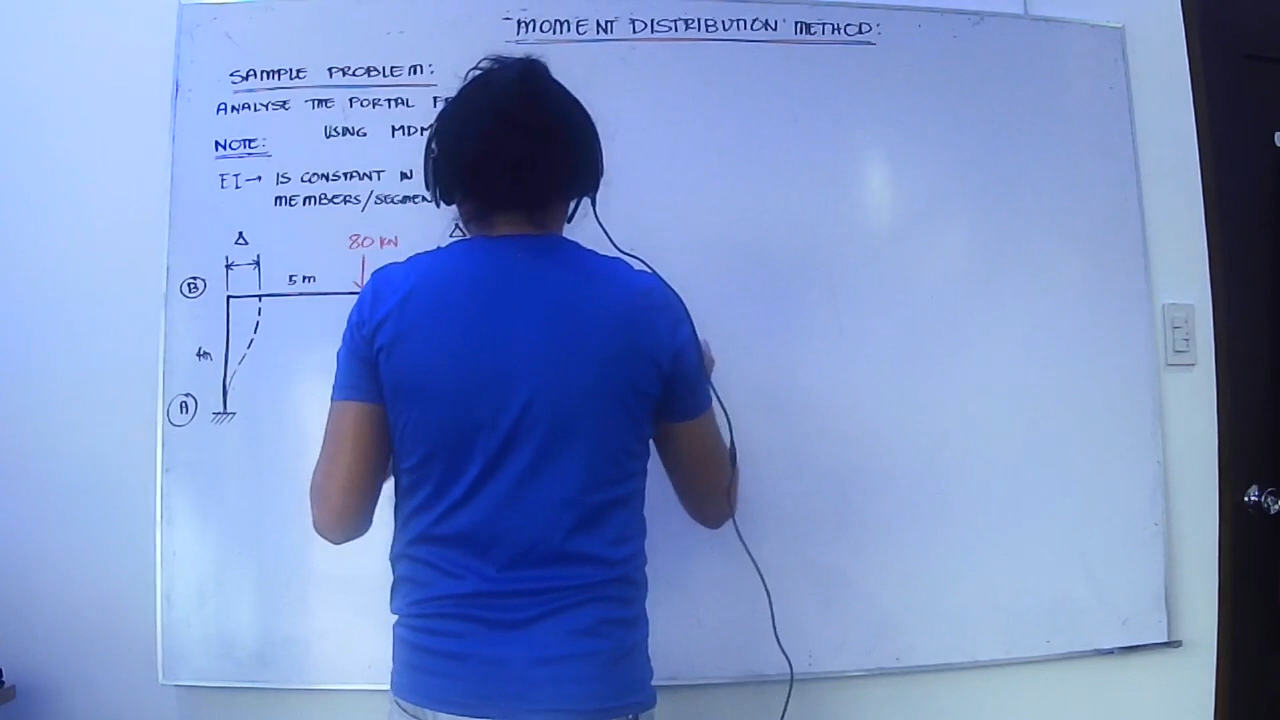 MOMENT DISTRIBUTION METHOD:
SAMPLE PROBLEM:
ANALYSE THE PORTAL
USING MDM
NOTE:
EI→ IS CONSTANT IN
MEMBERS/SEGMEN
Δ
Δ
80 KN
5m
B
4m
A